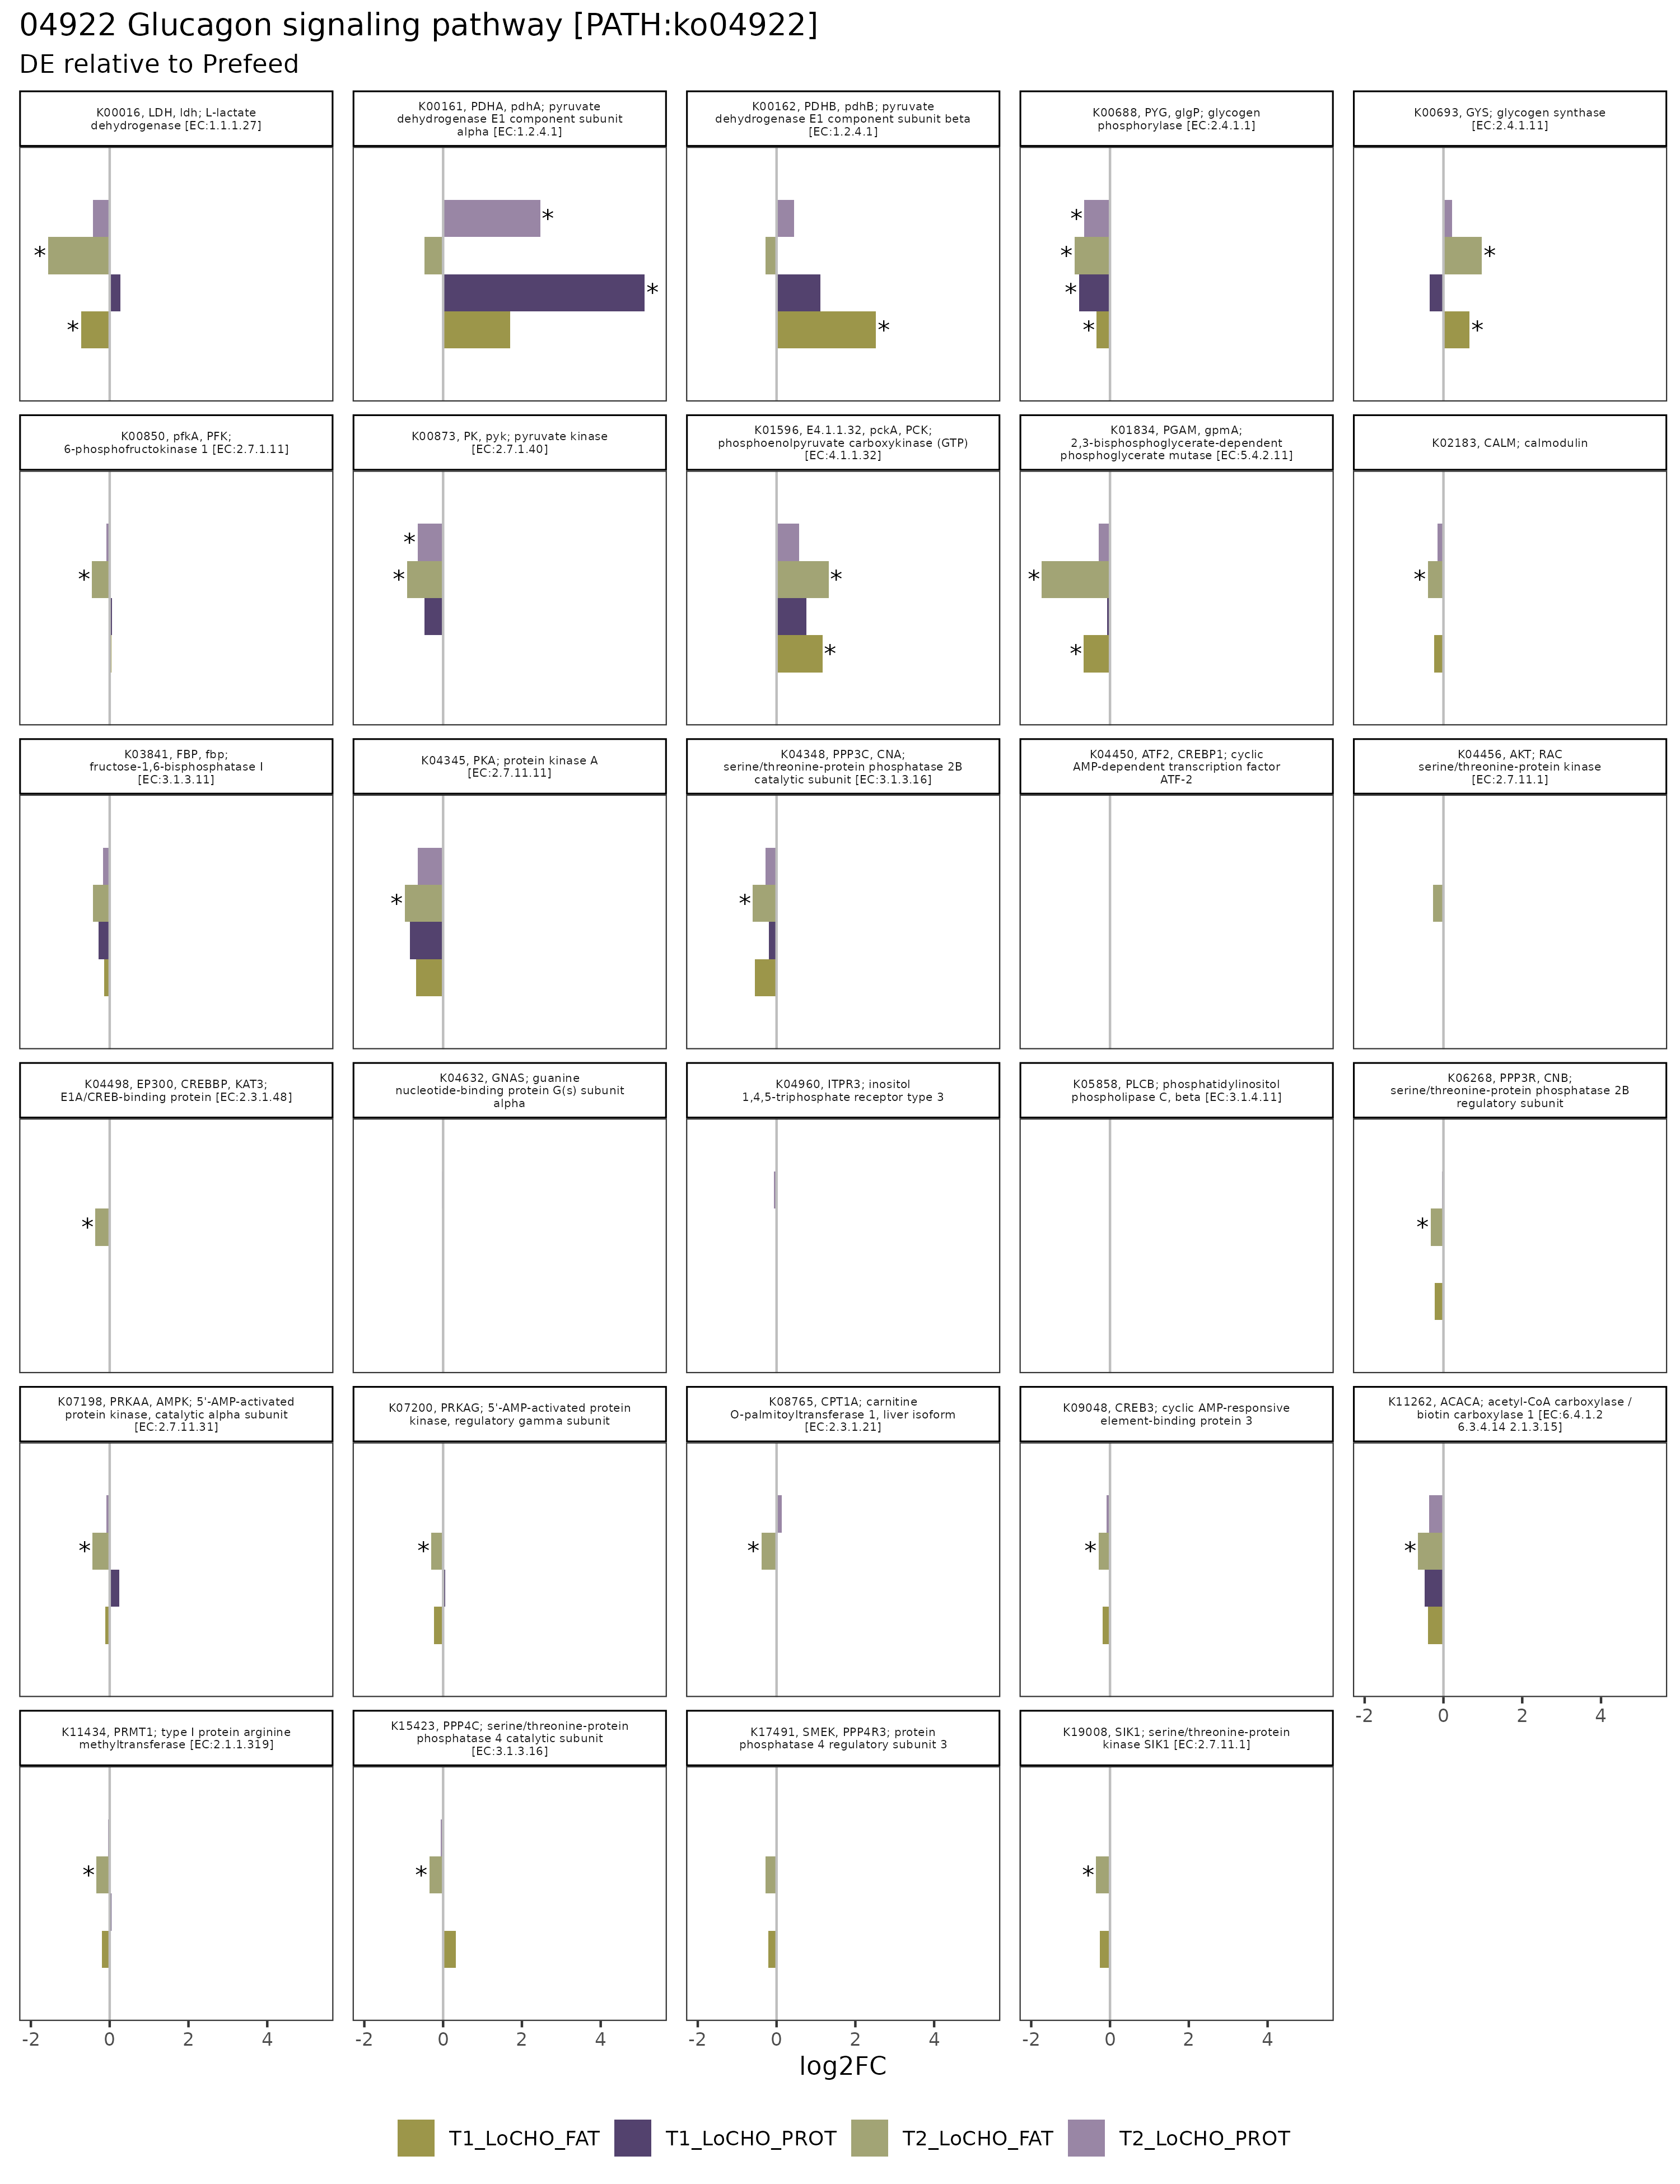 04922 Glucagon signaling pathway [PATH:ko04922]
DE relative to Prefeed
K00016, LDH, ldh; L-lactate
dehydrogenase [EC:1.1.1.27]
K00161, PDHA, pdhA; pyruvate
dehydrogenase E1 component subunit
alpha [EC:1.2.4.1]
K00162, PDHB, pdhB; pyruvate
dehydrogenase E1 component subunit beta
[EC:1.2.4.1]
K00688, PYG, glgP; glycogen
phosphorylase [EC:2.4.1.1]
K00693, GYS; glycogen synthase
[EC:2.4.1.11]
*
*
*
*
*
*
*
*
*
*
*
K00850, pfkA, PFK;
6-phosphofructokinase 1 [EC:2.7.1.11]
K00873, PK, pyk; pyruvate kinase
[EC:2.7.1.40]
K01596, E4.1.1.32, pckA, PCK;
phosphoenolpyruvate carboxykinase (GTP)
[EC:4.1.1.32]
K01834, PGAM, gpmA;
2,3-bisphosphoglycerate-dependent
phosphoglycerate mutase [EC:5.4.2.11]
K02183, CALM; calmodulin
*
*
*
*
*
*
*
*
K03841, FBP, fbp;
fructose-1,6-bisphosphatase I
[EC:3.1.3.11]
K04345, PKA; protein kinase A
[EC:2.7.11.11]
K04348, PPP3C, CNA;
serine/threonine-protein phosphatase 2B
catalytic subunit [EC:3.1.3.16]
K04450, ATF2, CREBP1; cyclic
AMP-dependent transcription factor
ATF-2
K04456, AKT; RAC
serine/threonine-protein kinase
[EC:2.7.11.1]
*
*
K04498, EP300, CREBBP, KAT3;
E1A/CREB-binding protein [EC:2.3.1.48]
K04632, GNAS; guanine
nucleotide-binding protein G(s) subunit
alpha
K04960, ITPR3; inositol
1,4,5-triphosphate receptor type 3
K05858, PLCB; phosphatidylinositol
phospholipase C, beta [EC:3.1.4.11]
K06268, PPP3R, CNB;
serine/threonine-protein phosphatase 2B
regulatory subunit
*
*
K07198, PRKAA, AMPK; 5'-AMP-activated
protein kinase, catalytic alpha subunit
[EC:2.7.11.31]
K07200, PRKAG; 5'-AMP-activated protein
kinase, regulatory gamma subunit
K08765, CPT1A; carnitine
O-palmitoyltransferase 1, liver isoform
[EC:2.3.1.21]
K09048, CREB3; cyclic AMP-responsive
element-binding protein 3
K11262, ACACA; acetyl-CoA carboxylase /
biotin carboxylase 1 [EC:6.4.1.2
6.3.4.14 2.1.3.15]
*
*
*
*
*
-2 0 2 4
K11434, PRMT1; type I protein arginine
methyltransferase [EC:2.1.1.319]
K15423, PPP4C; serine/threonine-protein
phosphatase 4 catalytic subunit
[EC:3.1.3.16]
K17491, SMEK, PPP4R3; protein
phosphatase 4 regulatory subunit 3
K19008, SIK1; serine/threonine-protein
kinase SIK1 [EC:2.7.11.1]
*
*
*
-2 0 2 4
-2 0 2 4
-2 0 2 4
-2 0 2 4
log2FC
T1_LoCHO_FAT T1_LoCHO_PROT T2_LoCHO_FAT T2_LoCHO_PROT